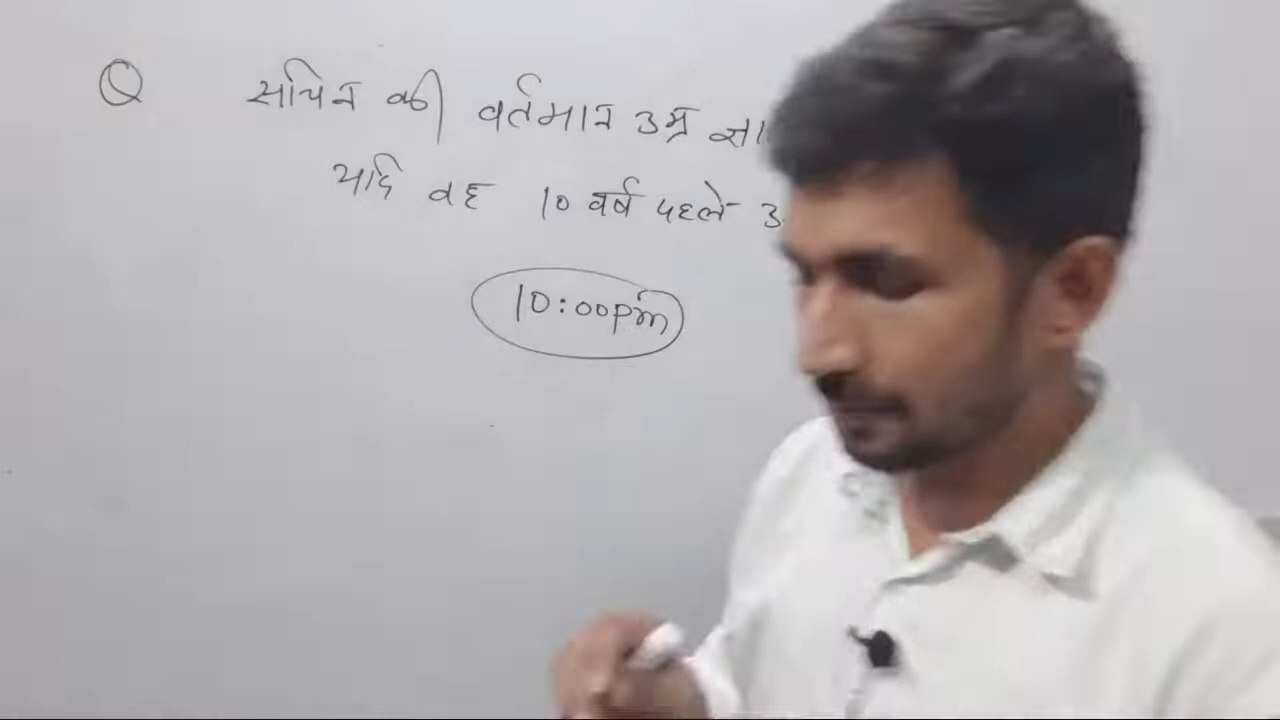 Q सचिन की वर्तमान उम्र
यदि वह 10 वर्ष पहले
10:00pm